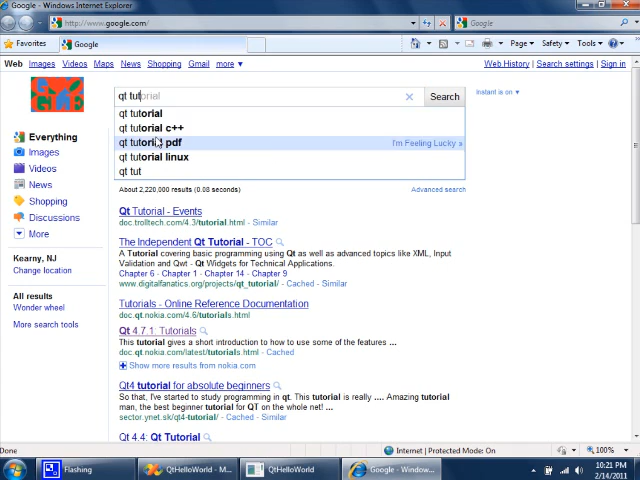 Qt - Windows Internet Explorer
http://www.google.com/
Google
Favorites
Google
Page
Safety
Tools
Web Images Videos Maps News Shopping Gmail more ▼
Web History | Search settings | Sign in
qt tutorial
Search
Instant is on ▼
qt tutorial
qt tutorial c++
qt tutorial pdf
I'm Feeling Lucky »
qt tutorial linux
qt tut
About 2,220,000 results (0.08 seconds)
Advanced search
Everything
Images
Videos
News
Shopping
Discussions
More
Kearny, NJ
Change location
All results
Wonder wheel
More search tools
Qt Tutorial - Events
doc.trolltech.com/4.3/tutorial.html - Similar
The Independent Qt Tutorial - TOC
A Tutorial covering basic programming using Qt as well as advanced topics like XML, Input
Validation and Qwt - Qt Widgets for Technical Applications.
Chapter 6 - Chapter 1 - Chapter 14 - Chapter 9
www.digitalfanatics.org/projects/qt_tutorial/ - Cached - Similar
Tutorials - Online Reference Documentation
doc.qt.nokia.com/4.6/tutorials.html - Cached
Qt 4.7.1: Tutorials
This tutorial gives a short introduction to how to use some of the features ...
doc.qt.nokia.com/latest/tutorials.html - Cached
Show more results from nokia.com
Qt4 tutorial for absolute beginners
So that, I've started to study programming in qt. This tutorial is really .... Amazing tutorial
man, the best beginner tutorial for QT on the whole net! ...
sector.ynet.sk/qt4-tutorial/ - Cached - Similar
Qt 4.4: Qt Tutorial
Done
Internet | Protected Mode: On
100%
Flashing
QtHelloWorld - M...
QtHelloWorld
Google - Window...
10:21 PM
2/14/2011